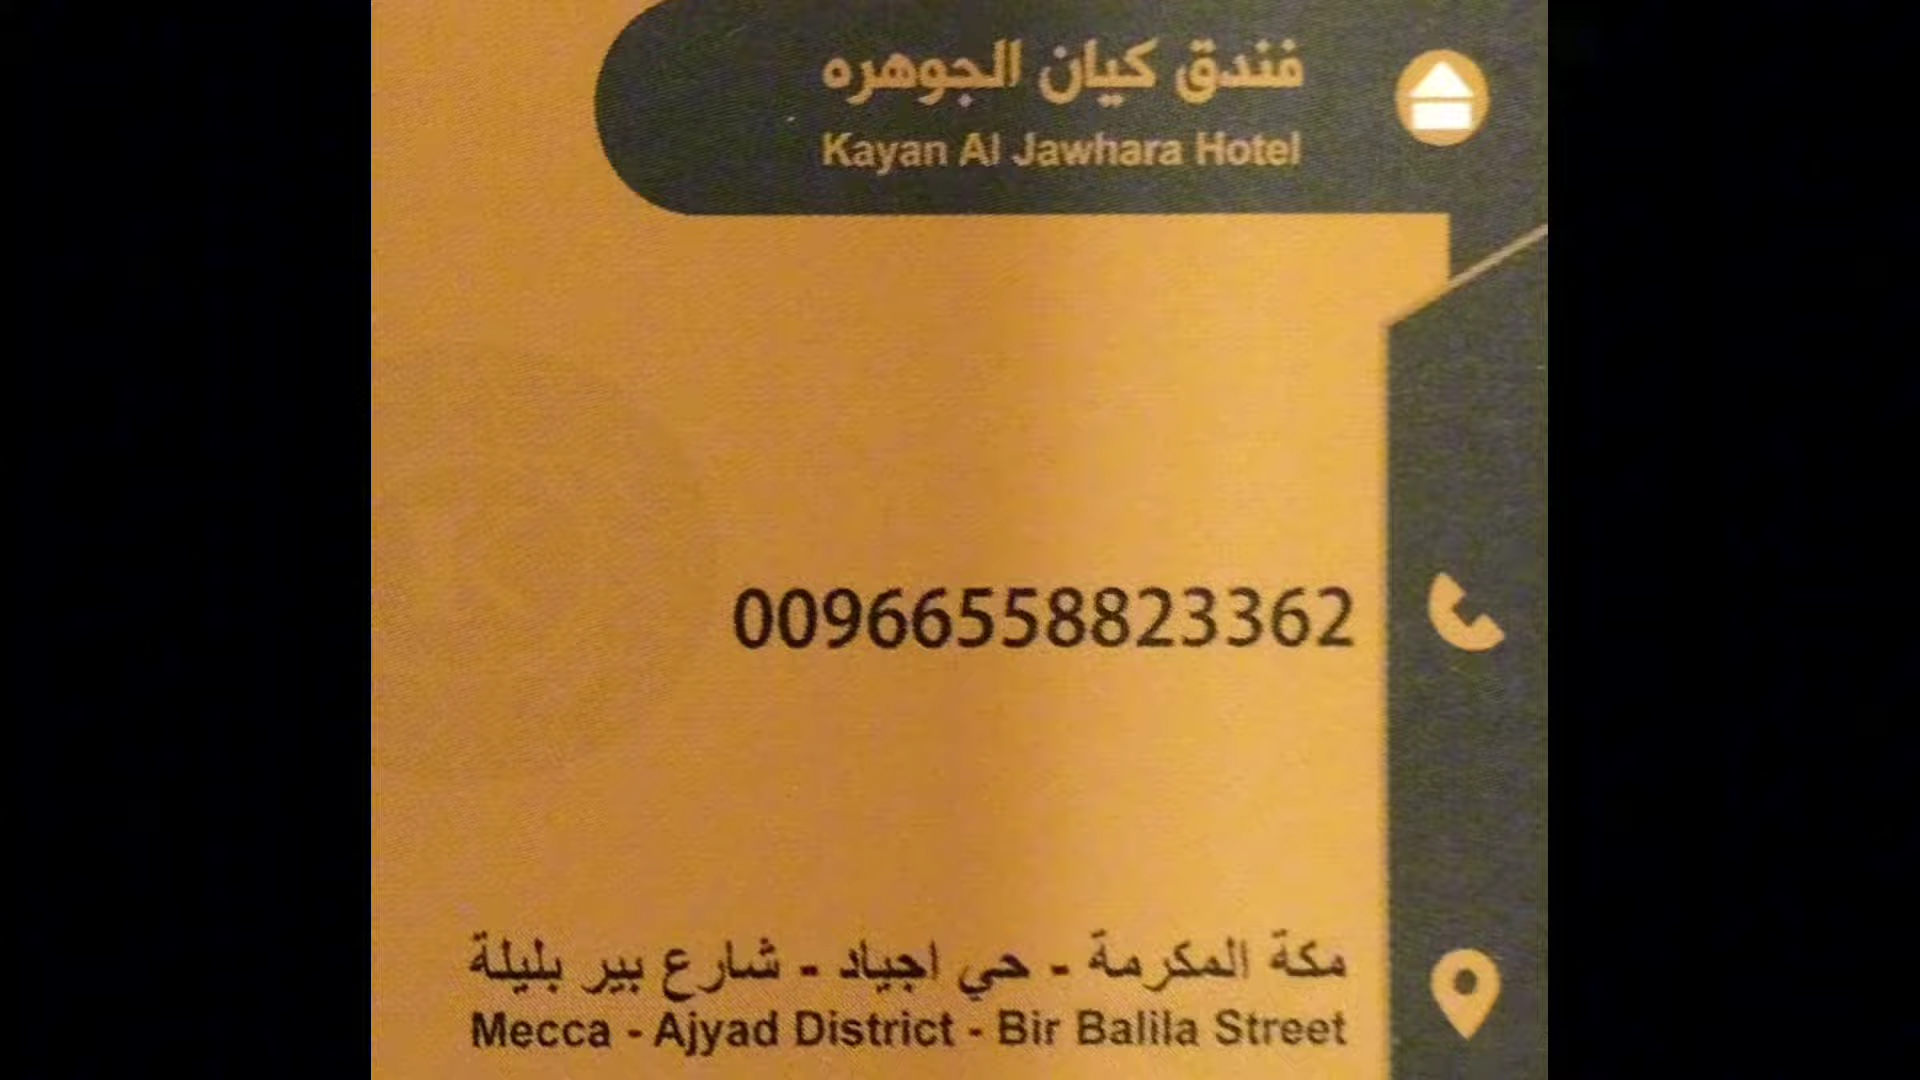 فندق كيان الجوهره
Kayan Al Jawhara Hotel
00966558823362
مكة المكرمة - حي اجياد - شارع بير بليلة
Mecca - Ajyad District - Bir Balila Street